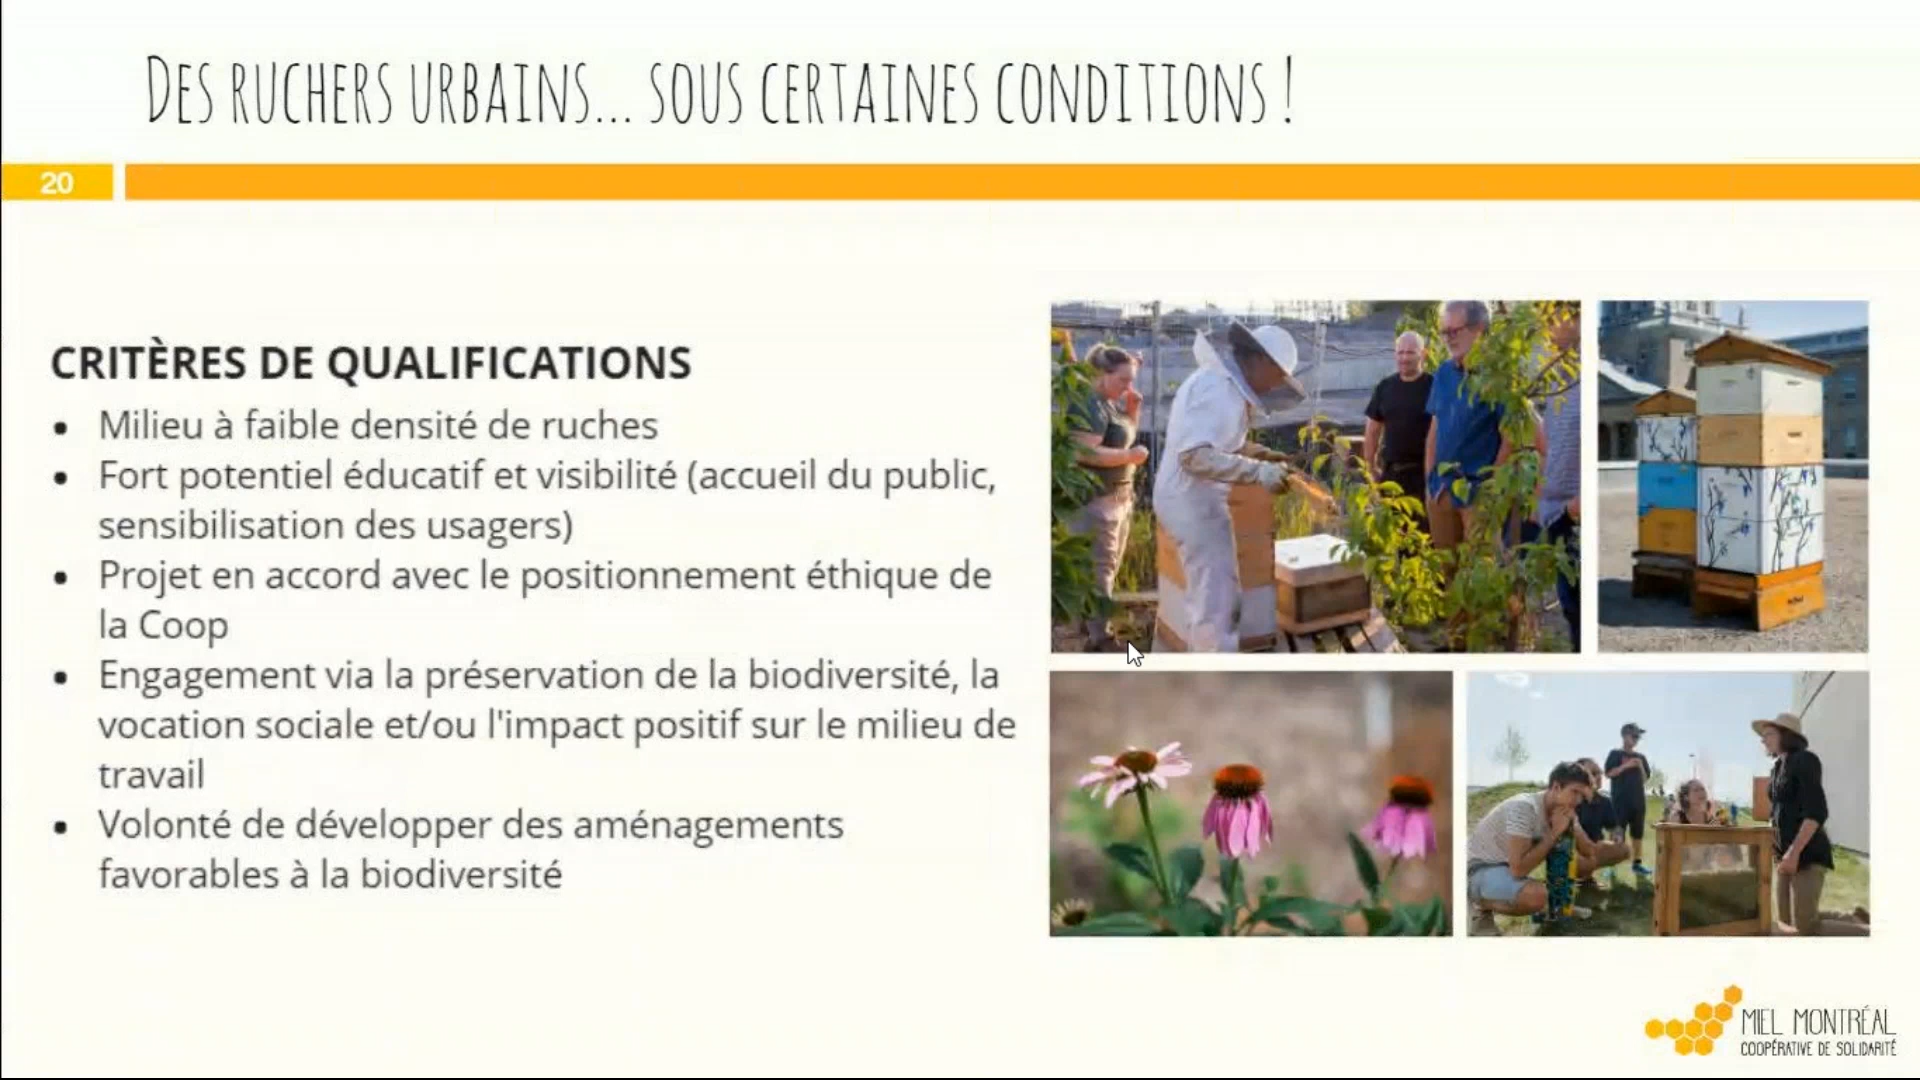 DES RUCHERS URBAINS... SOUS CERTAINES CONDITIONS !
20
CRITÈRES DE QUALIFICATIONS
• Milieu à faible densité de ruches
• Fort potentiel éducatif et visibilité (accueil du public,
sensibilisation des usagers)
• Projet en accord avec le positionnement éthique de
la Coop
• Engagement via la préservation de la biodiversité, la
vocation sociale et/ou l'impact positif sur le milieu de
travail
• Volonté de développer des aménagements
favorables à la biodiversité
MIEL MONTRÉAL
COOPÉRATIVE DE SOLIDARITÉ